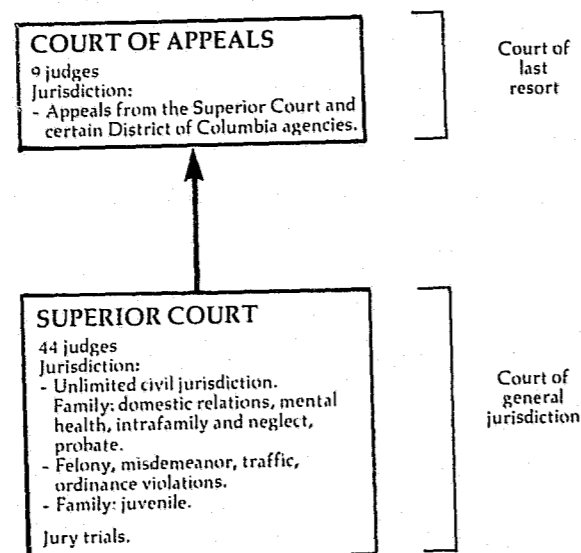 COURT OF APPEALS
9 judges
Jurisdiction:
- Appeals from the Superior Court and
certain District of Columbia agencies.
Court of
last
resort
SUPERIOR COURT
44 judges
Jurisdiction:
- Unlimited civil jurisdiction.
Family: domestic relations, mental
health, intrafamily and neglect,
probate.
- Felony, misdemeanor, traffic,
ordinance violations.
- Family: juvenile.
Jury trials.
Court of
general
jurisdiction